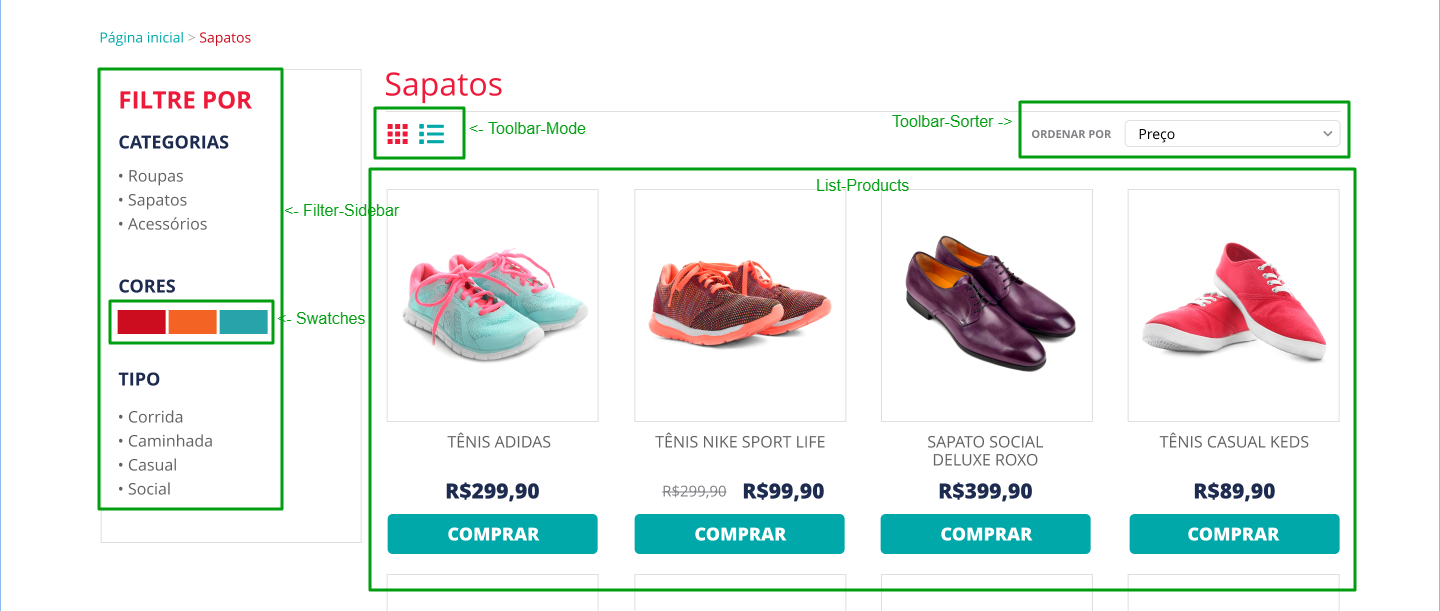 Página inicial > Sapatos
FILTRE POR
CATEGORIAS
• Roupas
• Sapatos
• Acessórios
<- Filter-Sidebar
CORES
<- Swatches
TIPO
• Corrida
• Caminhada
• Casual
• Social
Sapatos
<- Toolbar-Mode
Toolbar-Sorter ->
ORDENAR POR
Preço
List-Products
TÊNIS ADIDAS
R$299,90
COMPRAR
TÊNIS NIKE SPORT LIFE
R$299,90 R$99,90
COMPRAR
SAPATO SOCIAL
DELUXE ROXO
R$399,90
COMPRAR
TÊNIS CASUAL KEDS
R$89,90
COMPRAR